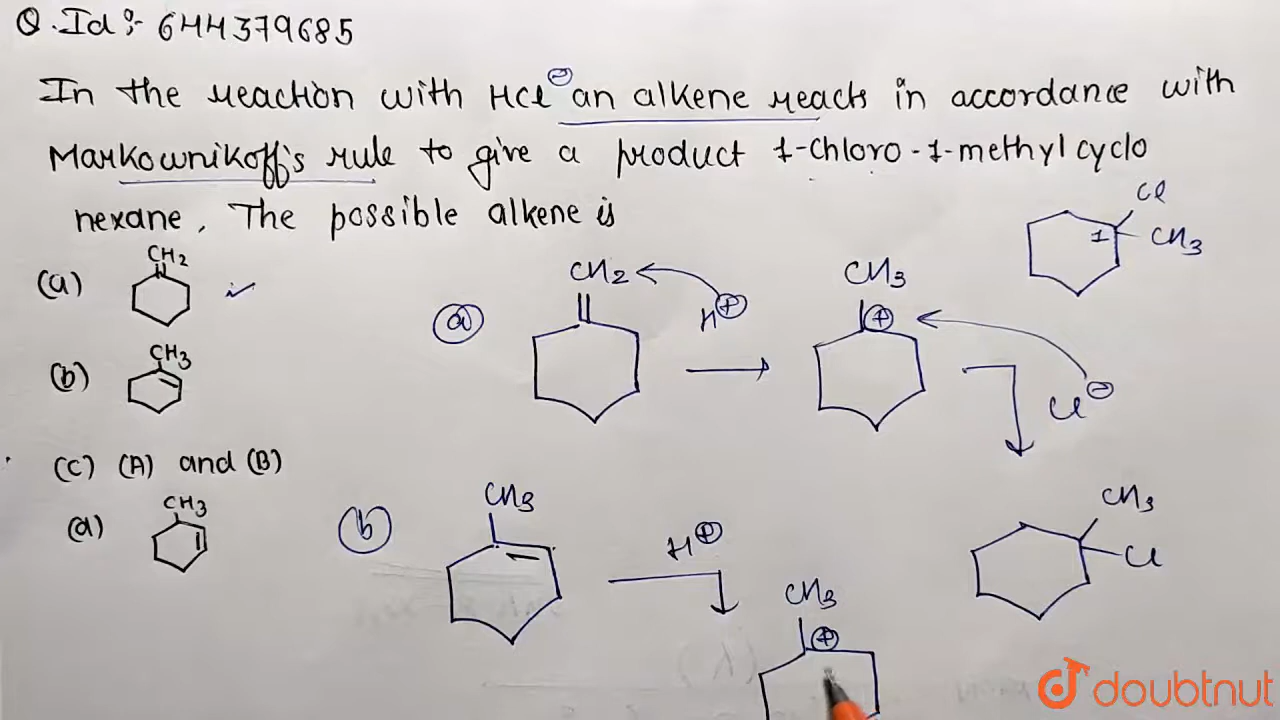 Q. Id :- 644379685
In the reaction with HCl⊖ an alkene reacts in accordance with
Markownikoff's rule to give a product 1-chloro-1-methyl cyclo
hexane. The possible alkene is
(a) CH2
(b) CH3
(c) (A) and (B)
(d) CH3
Cl
1 CH3
(a) CH2
H⊕
CH3
⊕
Cl⊖
CH3
Cl
(b) CH3
H⊕
CH3
⊕
doubtnut